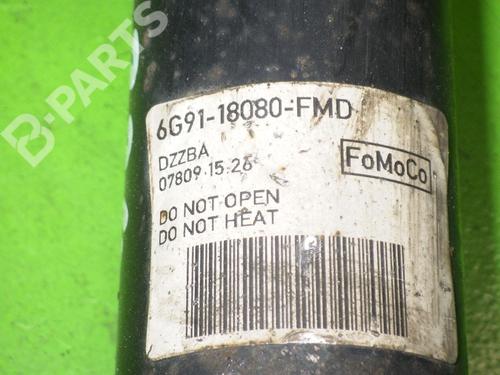 B-PARTS
6G91-18080-FMD
DZZBA
07809 15:26
FoMoCo
DO NOT OPEN
DO NOT HEAT